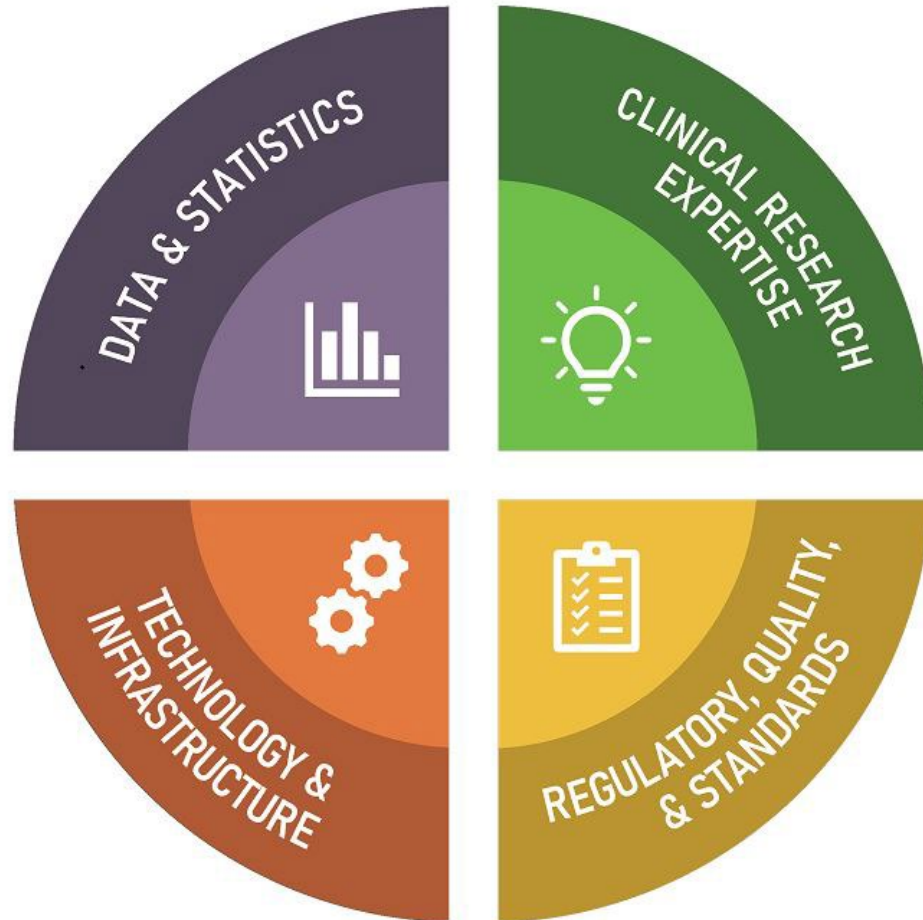 DATA & STATISTICS
CLINICAL RESEARCH
EXPERTISE
TECHNOLOGY &
INFRASTRUCTURE
REGULATORY, QUALITY,
& STANDARDS